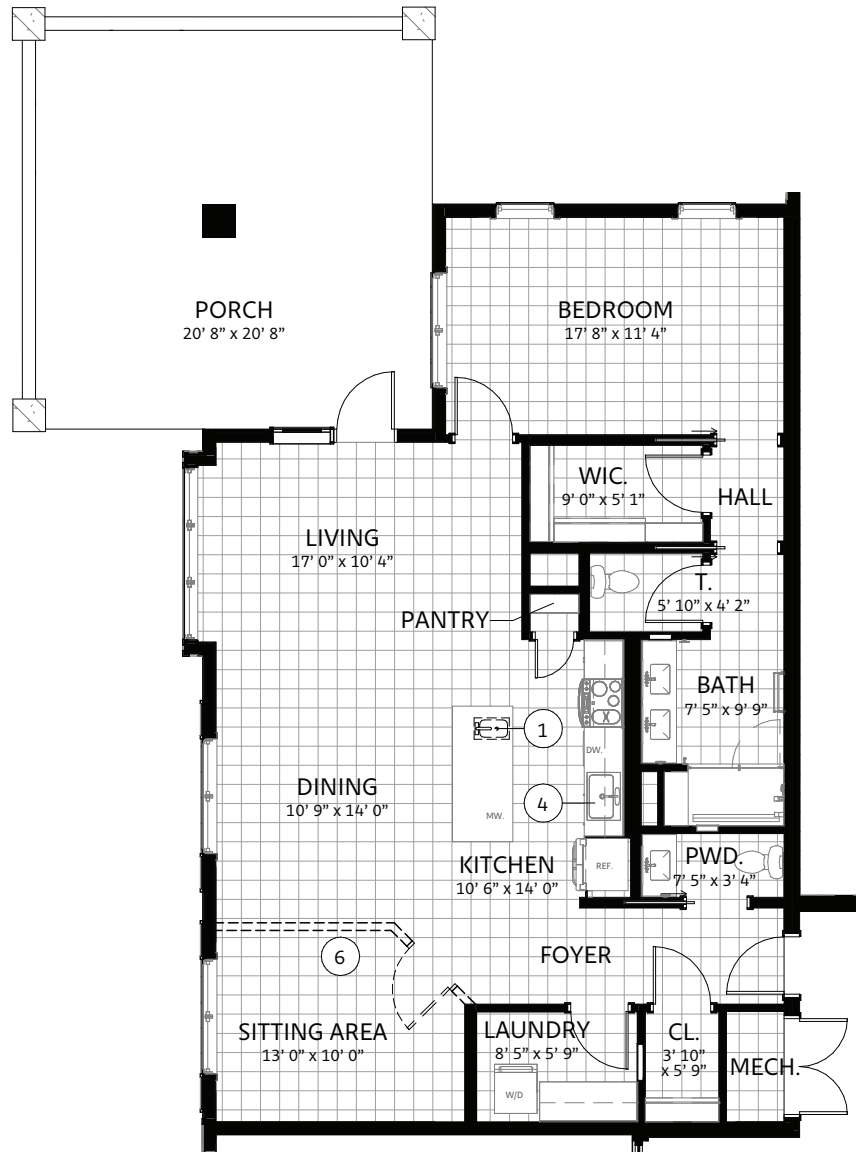 PORCH
20' 8" x 20' 8"
BEDROOM
17' 8" x 11' 4"
WIC.
9' 0" x 5' 1"
HALL
LIVING
17' 0" x 10' 4"
T.
5' 10" x 4' 2"
PANTRY
BATH
7' 5" x 9' 9"
1
DW.
DINING
10' 9" x 14' 0"
4
MW.
KITCHEN
10' 6" x 14' 0"
REF.
PWD.
7' 5" x 3' 4"
6
FOYER
SITTING AREA
13' 0" x 10' 0"
LAUNDRY
8' 5" x 5' 9"
CL.
3' 10"
x 5' 9"
MECH.
W/D